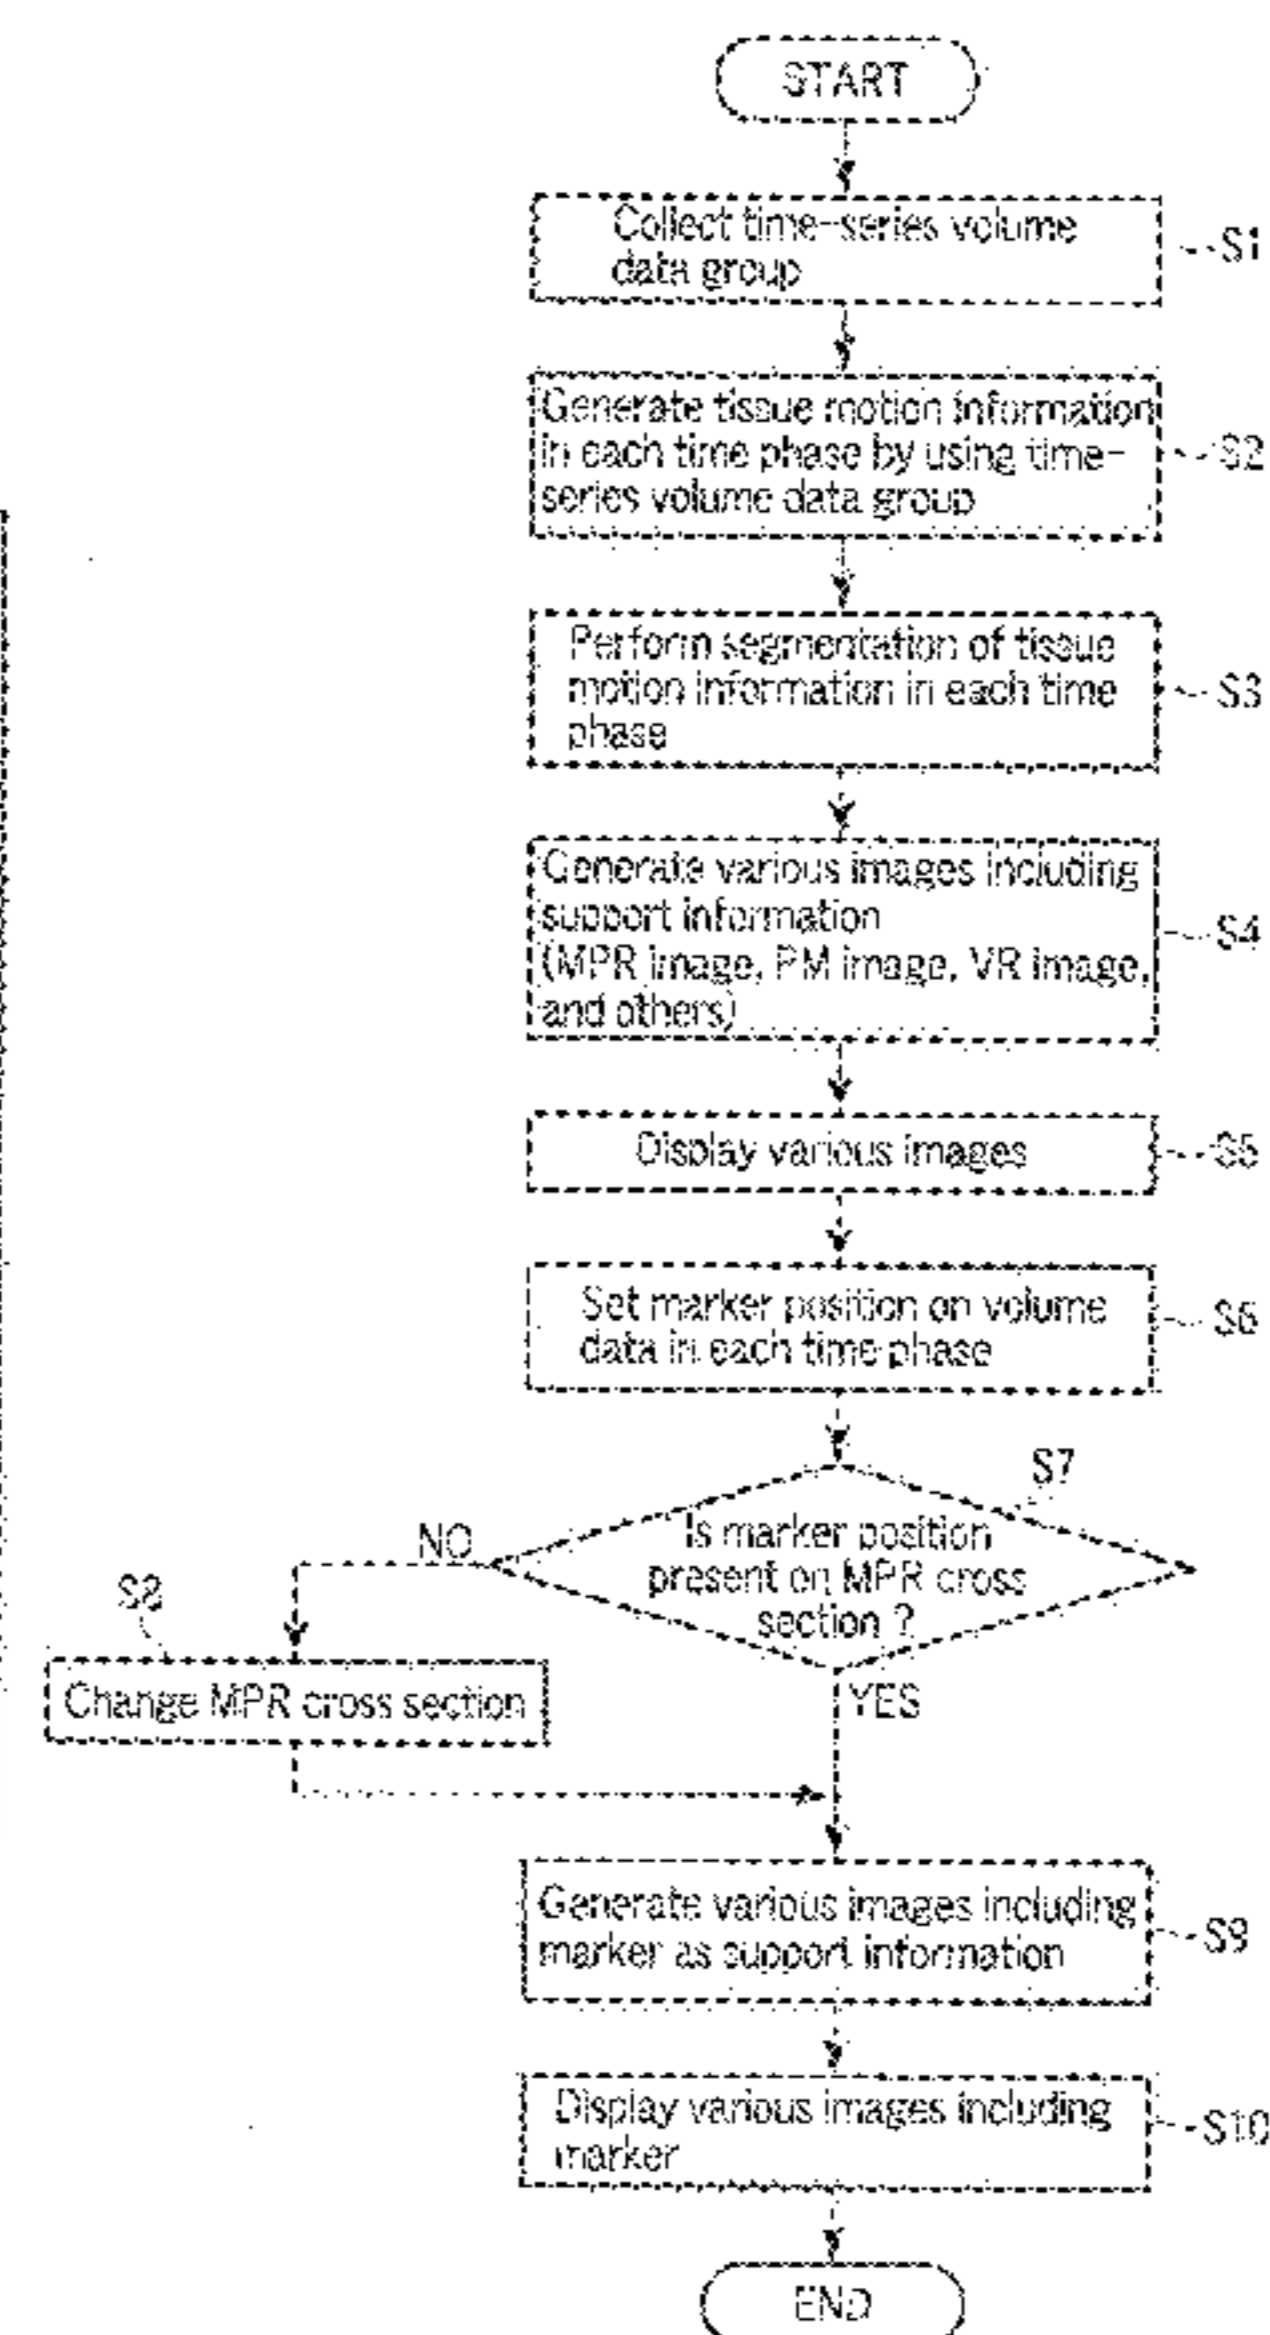 START
Collect time-series volume
data group
S1
Generate tissue motion information
in each time phase by using time-
series volume data group
S2
Perform segmentation of tissue
motion information in each time
phase
S3
Generate various images including
support information
(MPR image, PM image, VR image,
and others)
S4
Display various images
S5
Set marker position on volume
data in each time phase
S6
S7
Is marker position
present on MPR cross
section ?
NO
YES
S8
Change MPR cross section
Generate various images including
marker as support information
S9
Display various images including
marker
S10
END